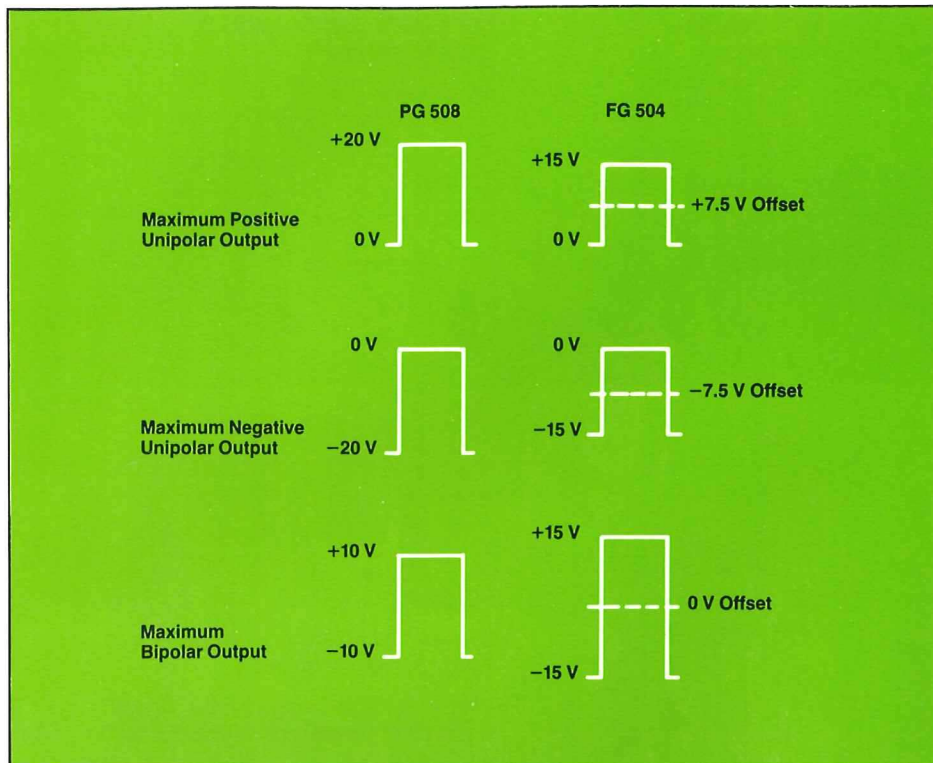 PG 508
FG 504
+20 V
+15 V
+7.5 V Offset
Maximum Positive
Unipolar Output
0 V
0 V
0 V
0 V
−7.5 V Offset
Maximum Negative
Unipolar Output
−20 V
−15 V
+10 V
+15 V
0 V Offset
Maximum
Bipolar Output
−10 V
−15 V